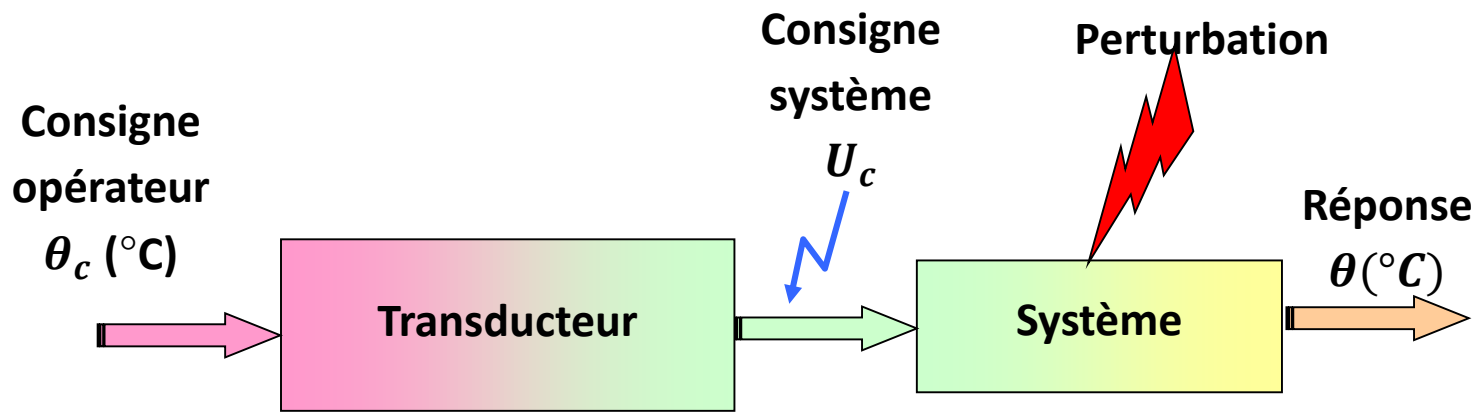 Consigne
opérateur
θc (°C)
Transducteur
Consigne
système
Uc
Perturbation
Système
Réponse
θ(°C)